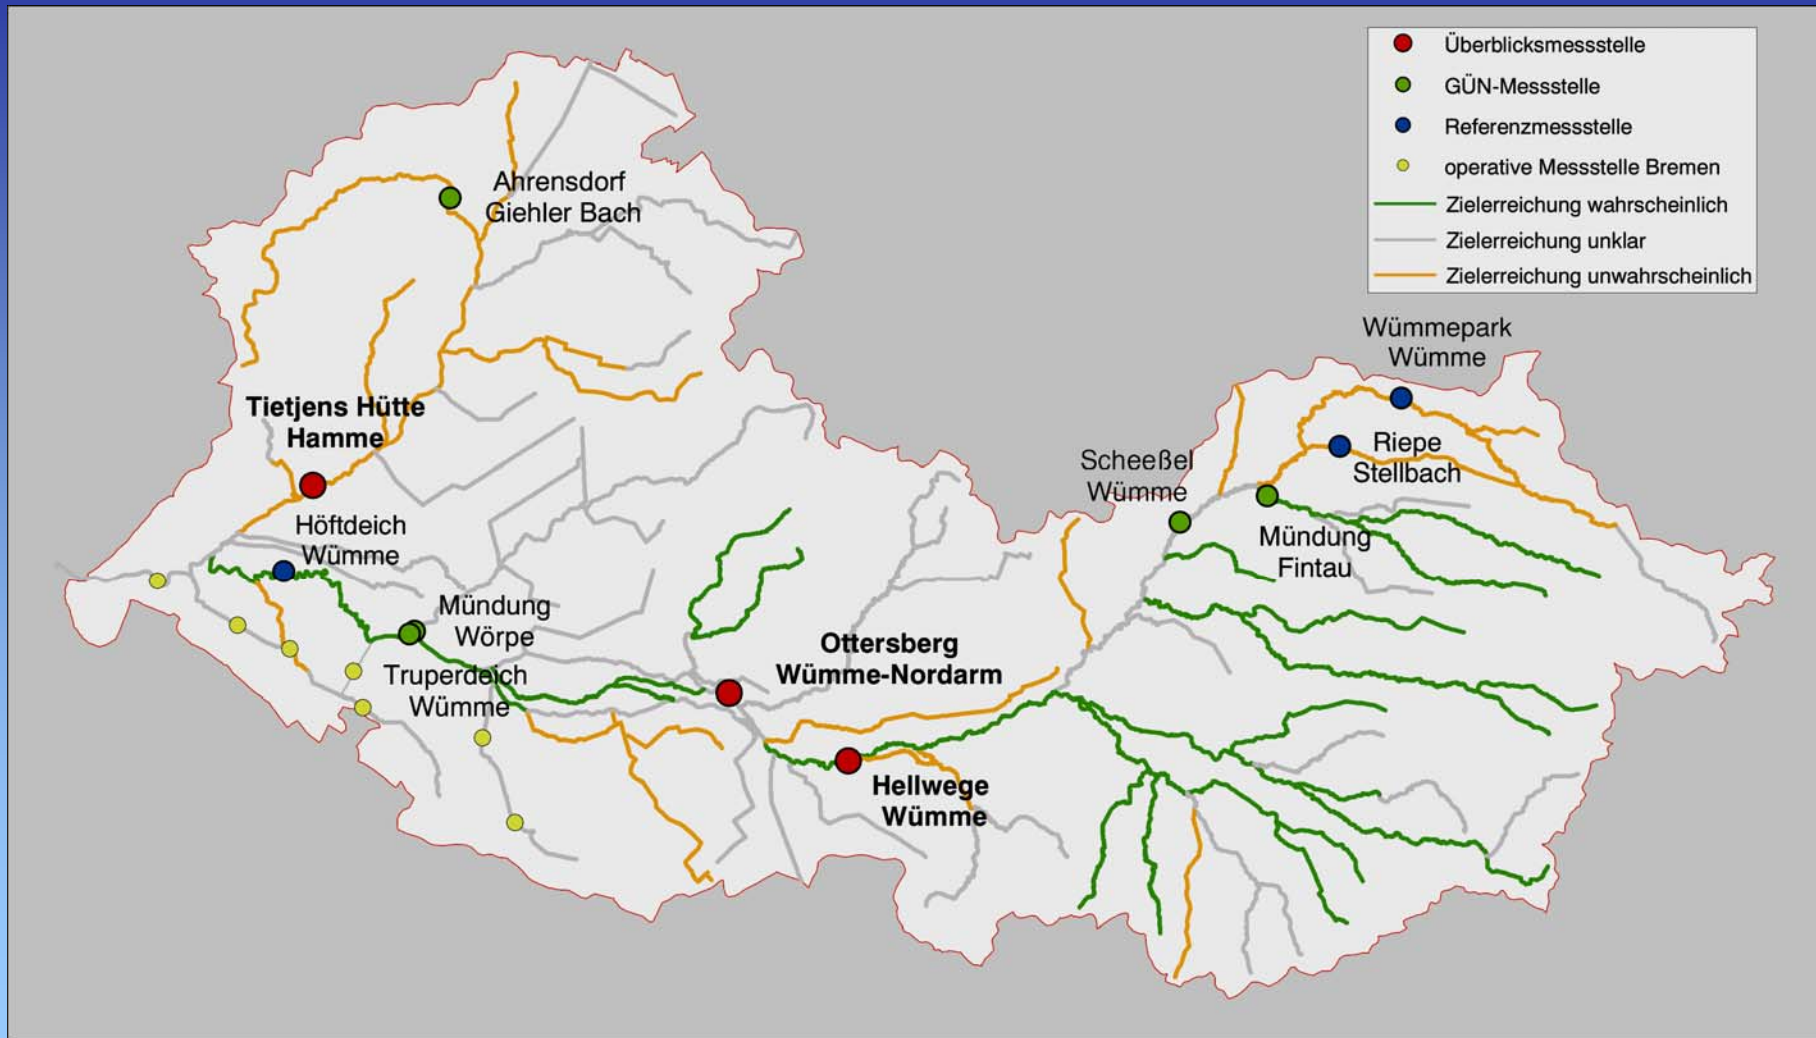 Überblicksmessstelle
GÜN-Messstelle
Referenzmessstelle
operative Messstelle Bremen
Zielerreichung wahrscheinlich
Zielerreichung unklar
Zielerreichung unwahrscheinlich
Ahrensdorf
Giehler Bach
Wümmepark
Wümme
Tietjens Hütte
Hamme
Riepe
Stellbach
Scheeßel
Wümme
Höftdeich
Wümme
Mündung
Fintau
Mündung
Wörpe
Ottersberg
Wümme-Nordarm
Truperdeich
Wümme
Hellwege
Wümme